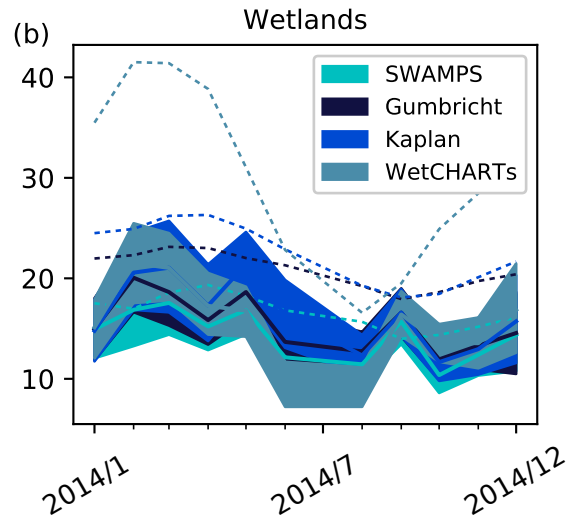 Wetlands
(b)
40
30
20
10
SWAMPS
Gumbricht
Kaplan
WetCHARTs
2014/1
2014/7
2014/12